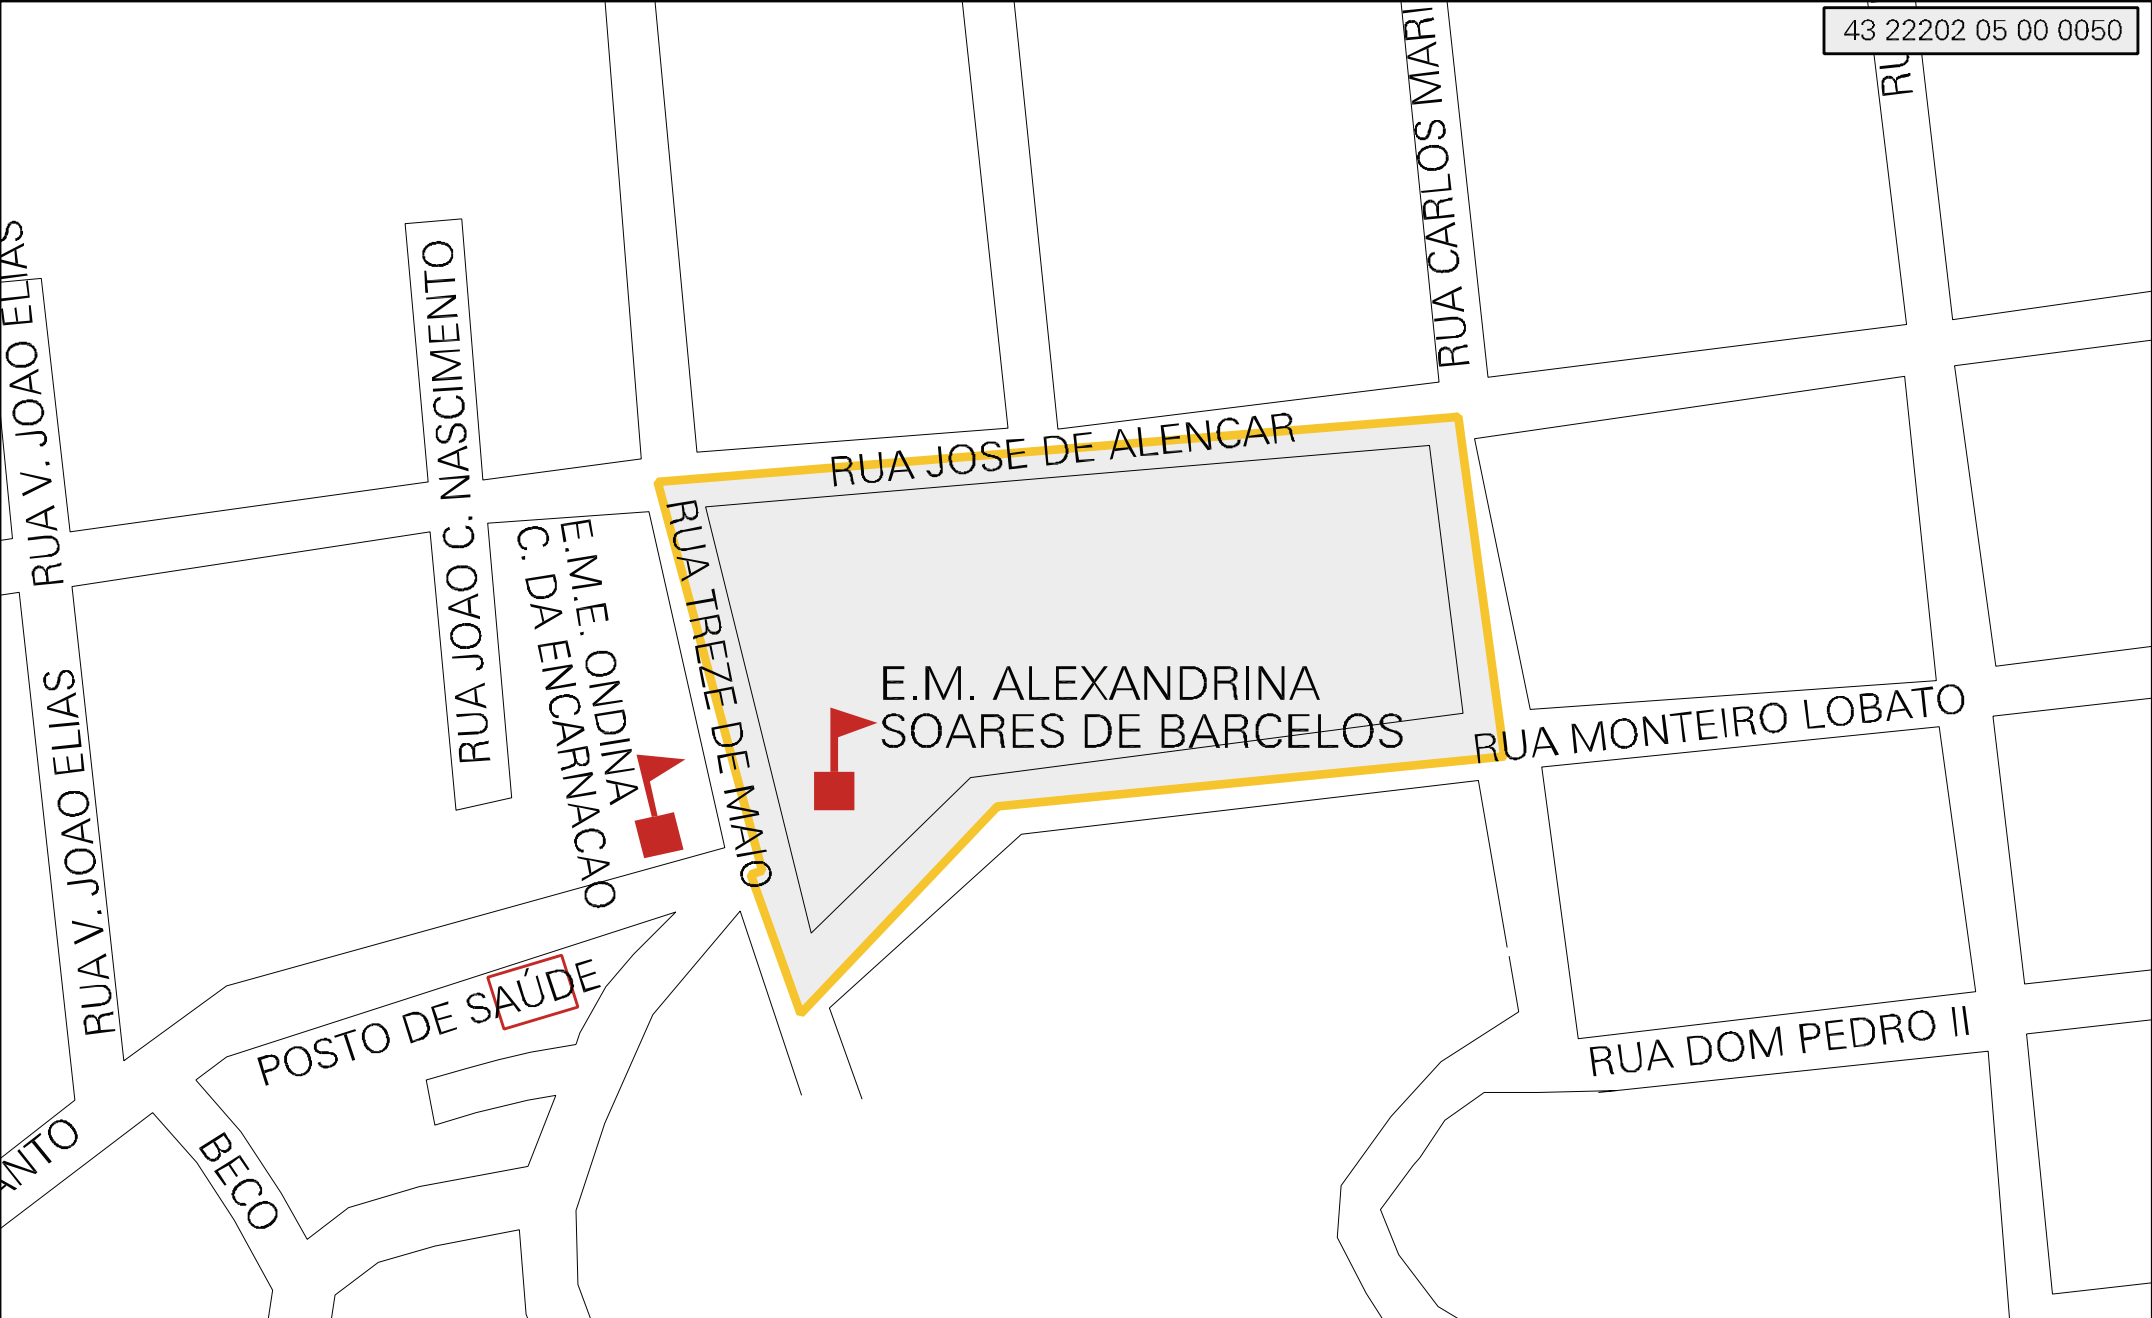 43 22202 05 00 0050
RUA CARLOS MARI
RU
RUA V. JOAO ELIAS
RUA JOAO C. NASCIMENTO
RUA JOSE DE ALENCAR
E.M.E. ONDINA
C. DA ENCARNACAO
RUA TREZE DE MAIO
E.M. ALEXANDRINA
SOARES DE BARCELOS
RUA MONTEIRO LOBATO
RUA V. JOAO ELIAS
POSTO DE SAÚDE
RUA DOM PEDRO II
ANTO
BECO